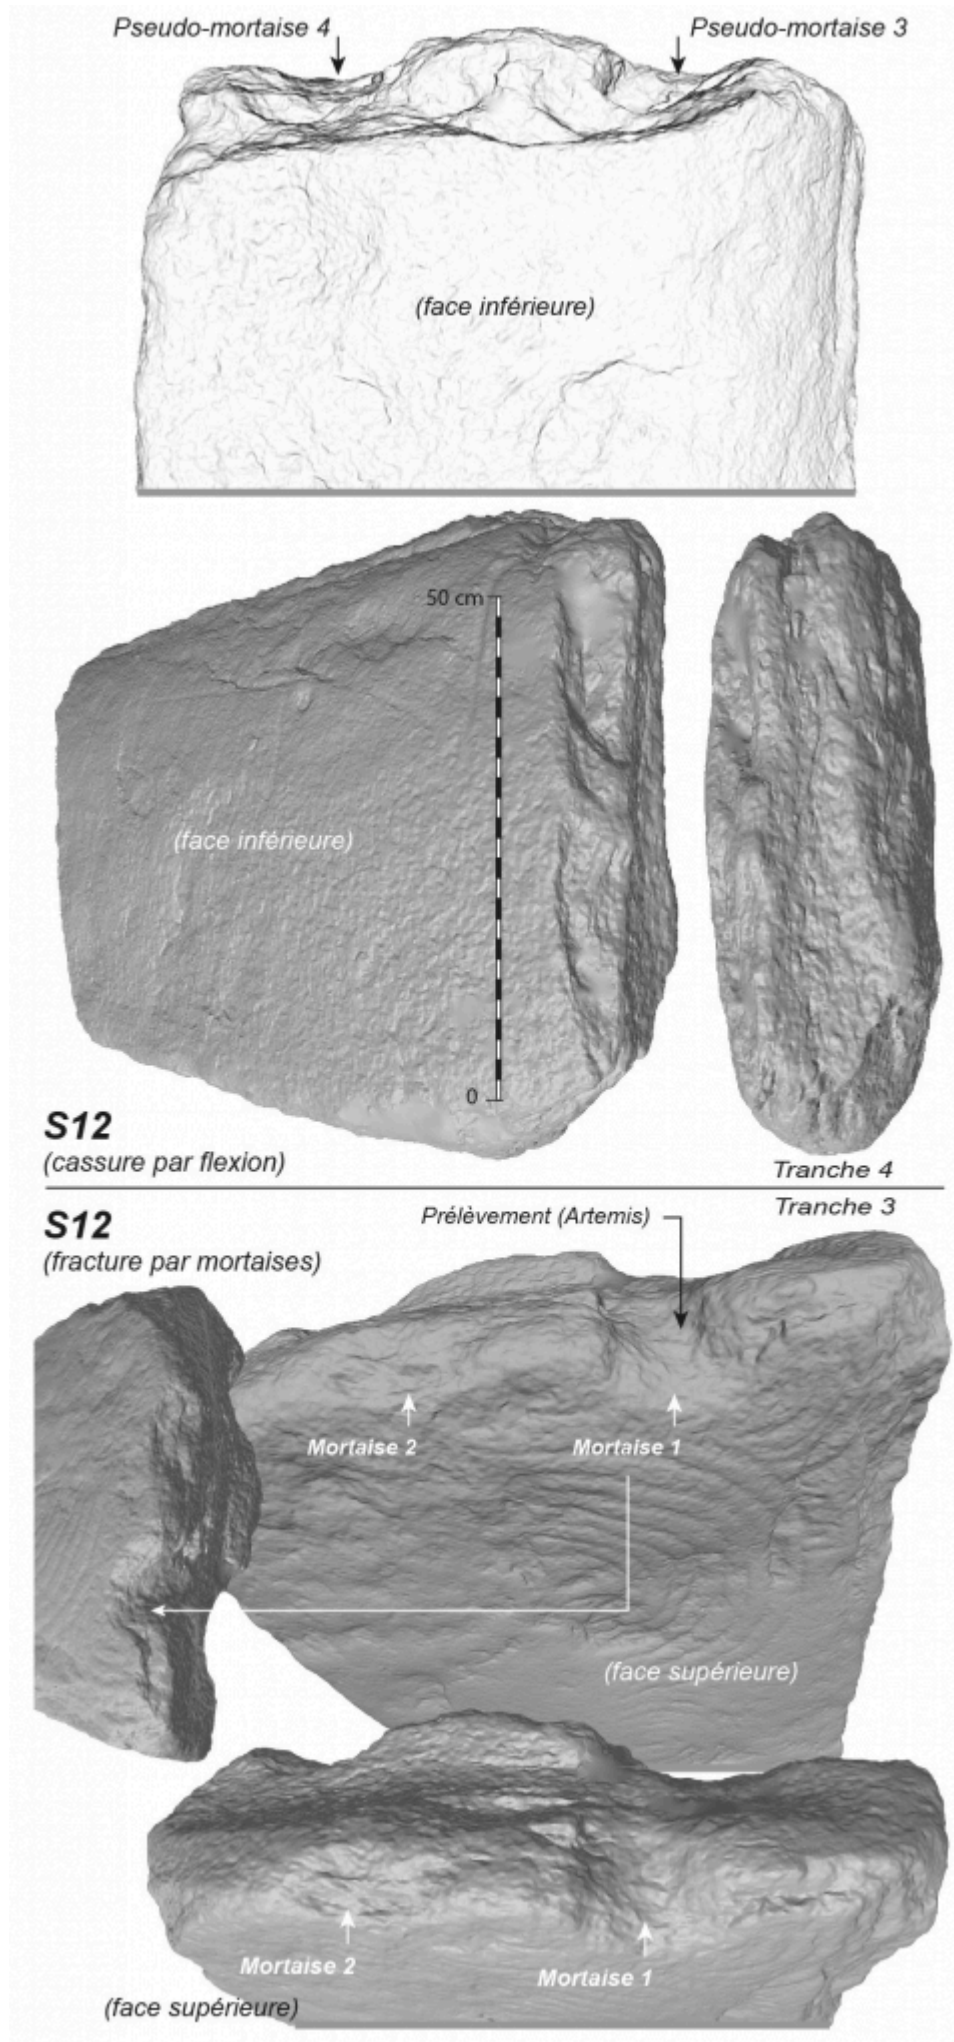 Pseudo-mortaise 4
Pseudo-mortaise 3
(face inférieure)
50 cm
(face inférieure)
0
S12
(cassure par flexion)
Tranche 4
Tranche 3
S12
(fracture par mortaises)
Prélèvement (Artemis)
Mortaise 2
Mortaise 1
(face supérieure)
Mortaise 2
Mortaise 1
(face supérieure)